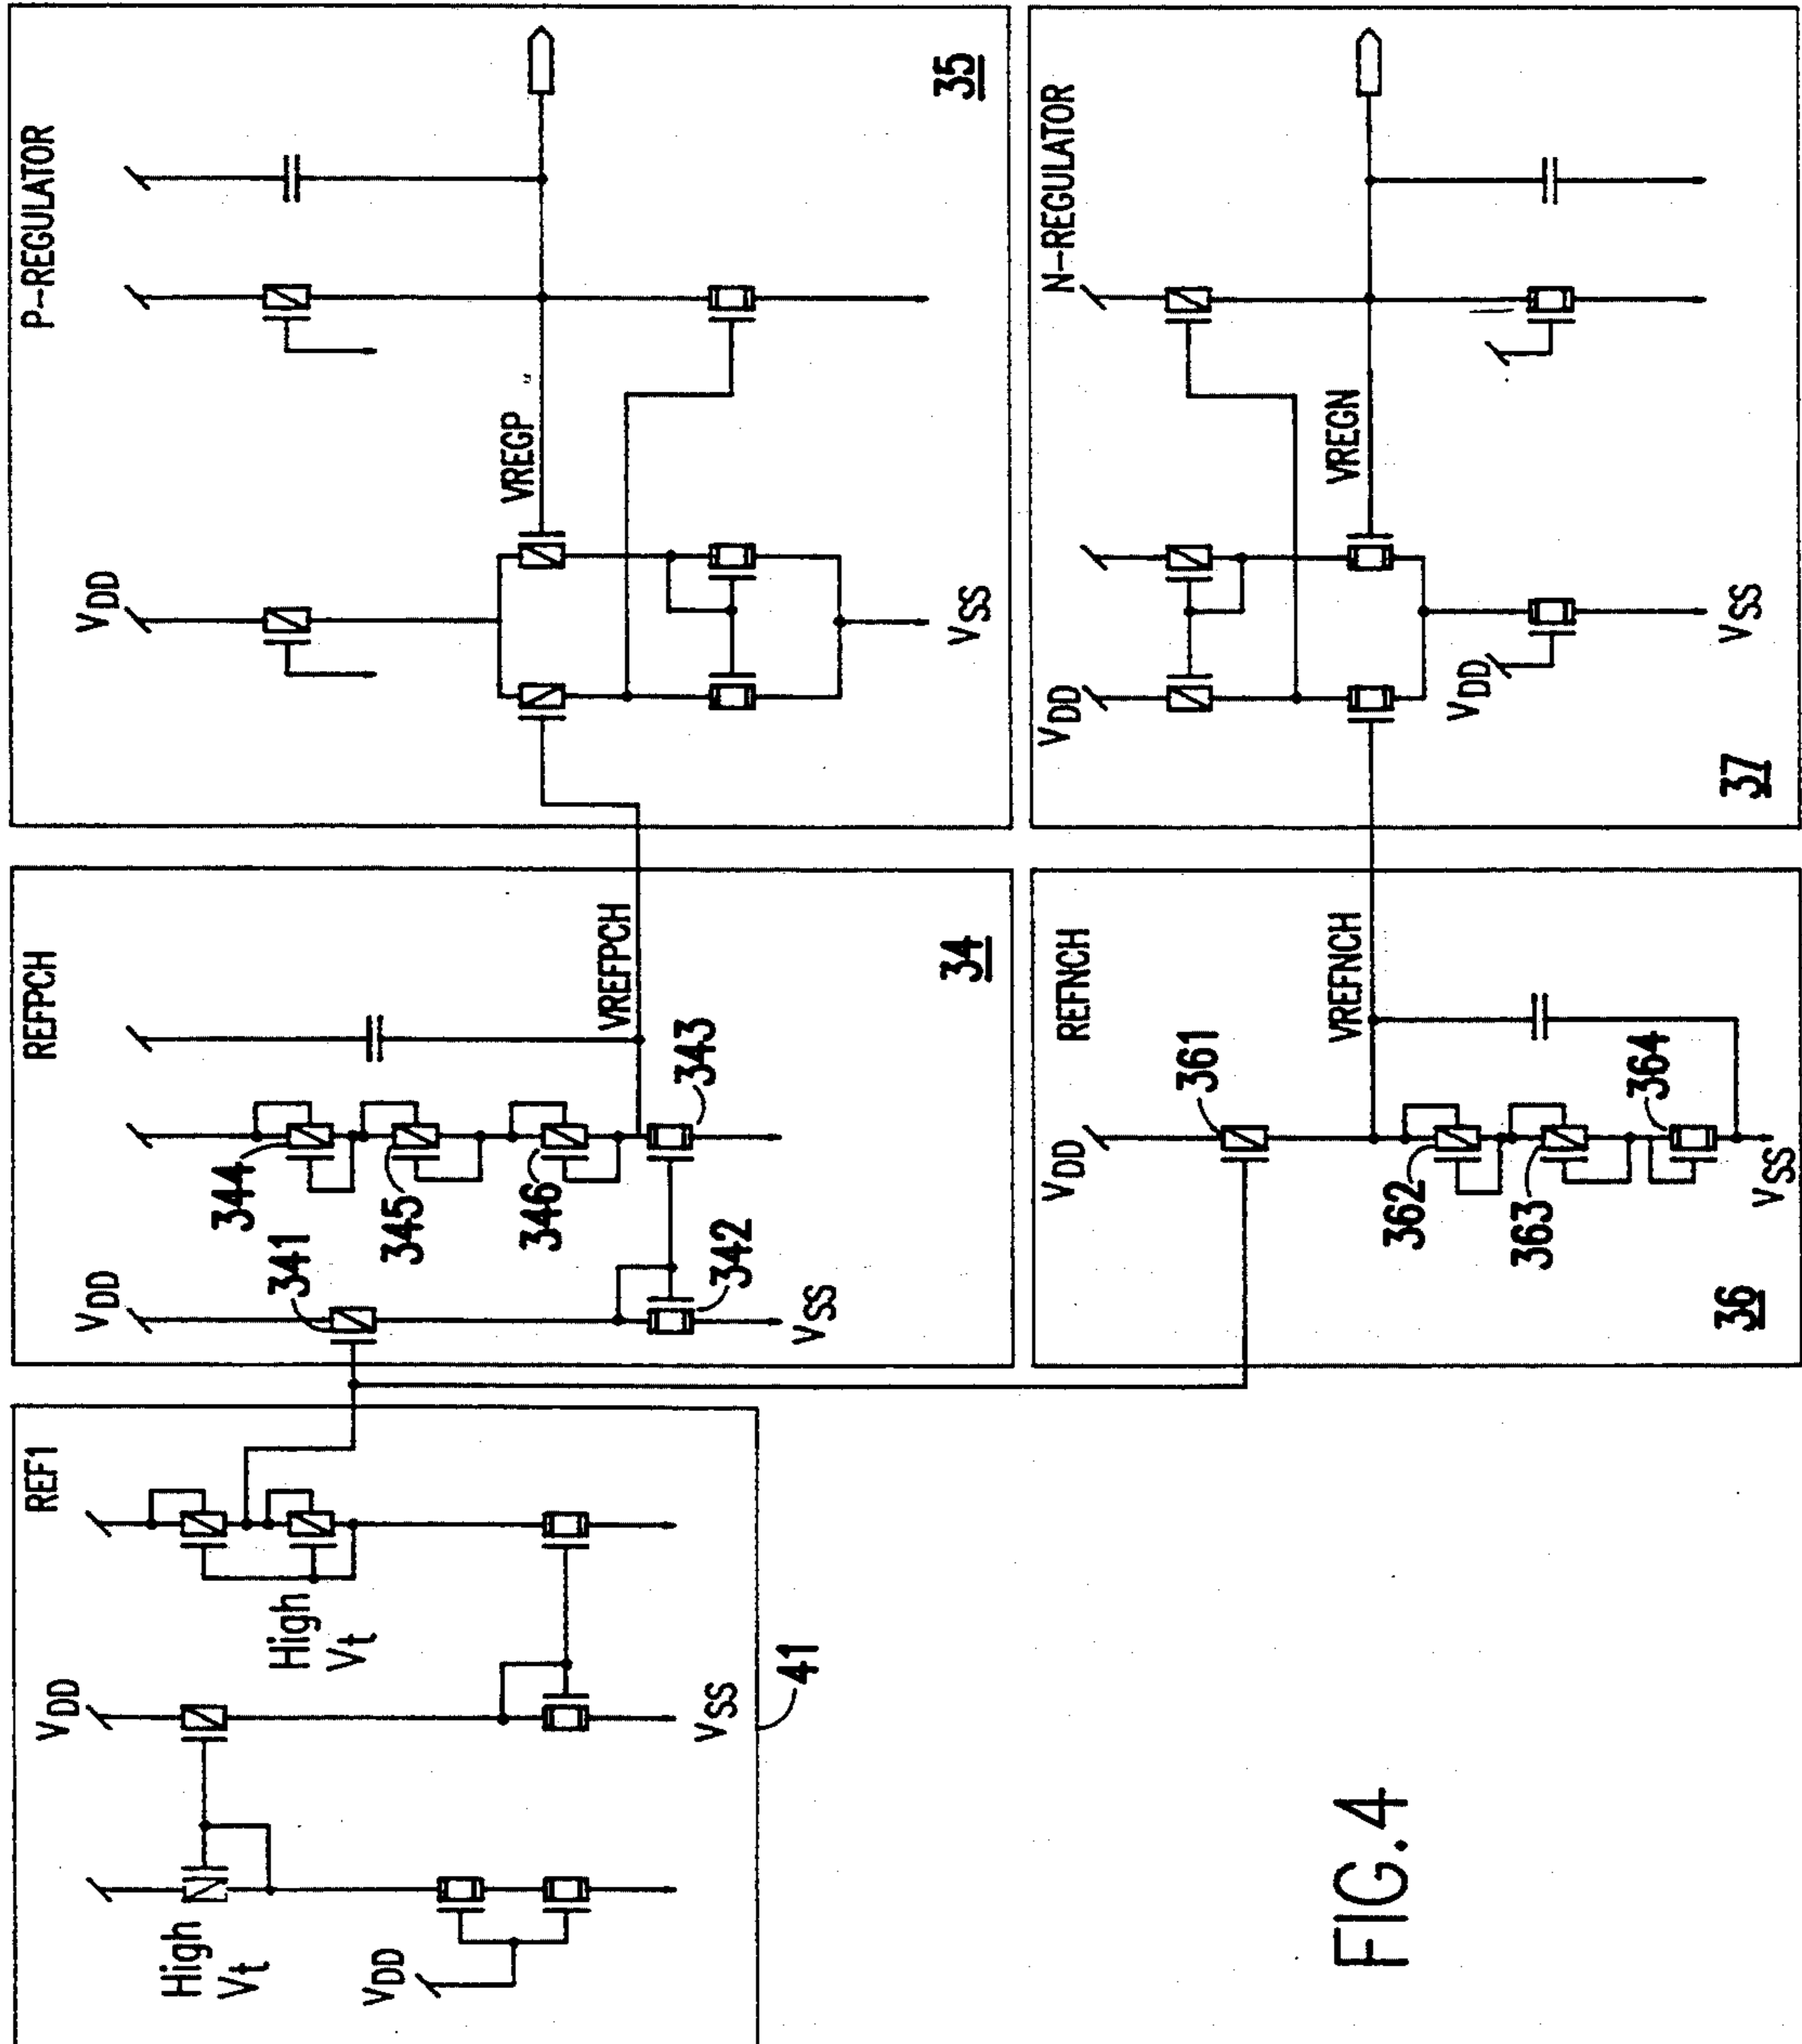 REF1
High
Vt
VDD
VDD
High
Vt
VSS
41
REFPCH
VDD
341
344
345
346
342
343
VSS
VREFPCH
34
P-REGULATOR
VDD
VREGP
VSS
35
REFNCH
VDD
361
VREFNCH
362
363
364
VSS
36
N-REGULATOR
VDD
VREGN
VDD
VSS
37
FIG.4